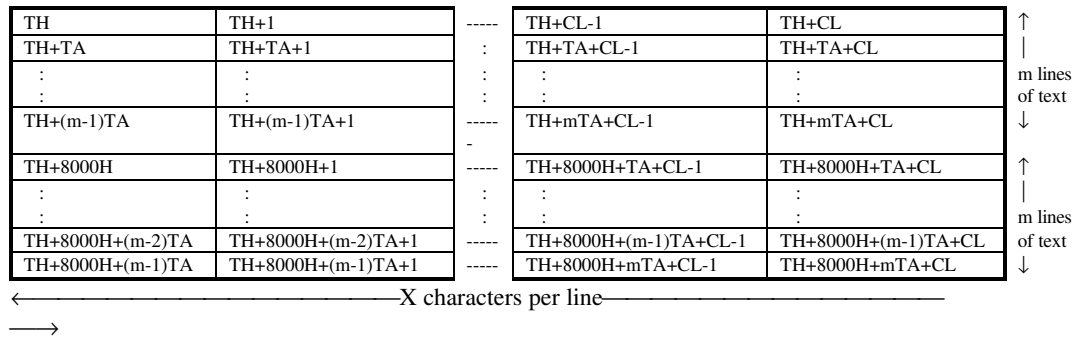 TH TH+1 ----- TH+CL-1 TH+CL ↑
TH+TA TH+TA+1 : TH+TA+CL-1 TH+TA+CL |
: : : : : m lines
: : : : : of text
TH+(m-1)TA TH+(m-1)TA+1 ----- TH+mTA+CL-1 TH+mTA+CL ↓
-
TH+8000H TH+8000H+1 ----- TH+8000H+TA+CL-1 TH+8000H+TA+CL ↑
: : : : : |
: : : : : m lines
TH+8000H+(m-2)TA TH+8000H+(m-2)TA+1 ----- TH+8000H+(m-1)TA+CL-1 TH+8000H+(m-1)TA+CL of text
TH+8000H+(m-1)TA TH+8000H+(m-1)TA+1 ----- TH+8000H+mTA+CL-1 TH+8000H+mTA+CL ↓
←—————————————X characters per line—————————————
——→